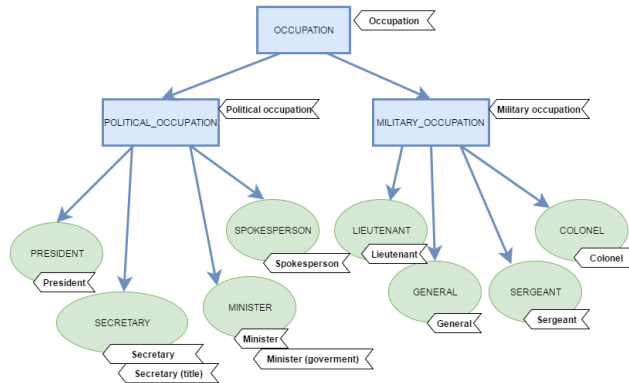 OCCUPATION
Occupation
POLITICAL_OCCUPATION
Political occupation
MILITARY_OCCUPATION
Military occupation
PRESIDENT
President
SECRETARY
Secretary
Secretary (title)
SPOKESPERSON
Spokesperson
MINISTER
Minister
Minister (goverment)
LIEUTENANT
Lieutenant
GENERAL
General
SERGEANT
Sergeant
COLONEL
Colonel